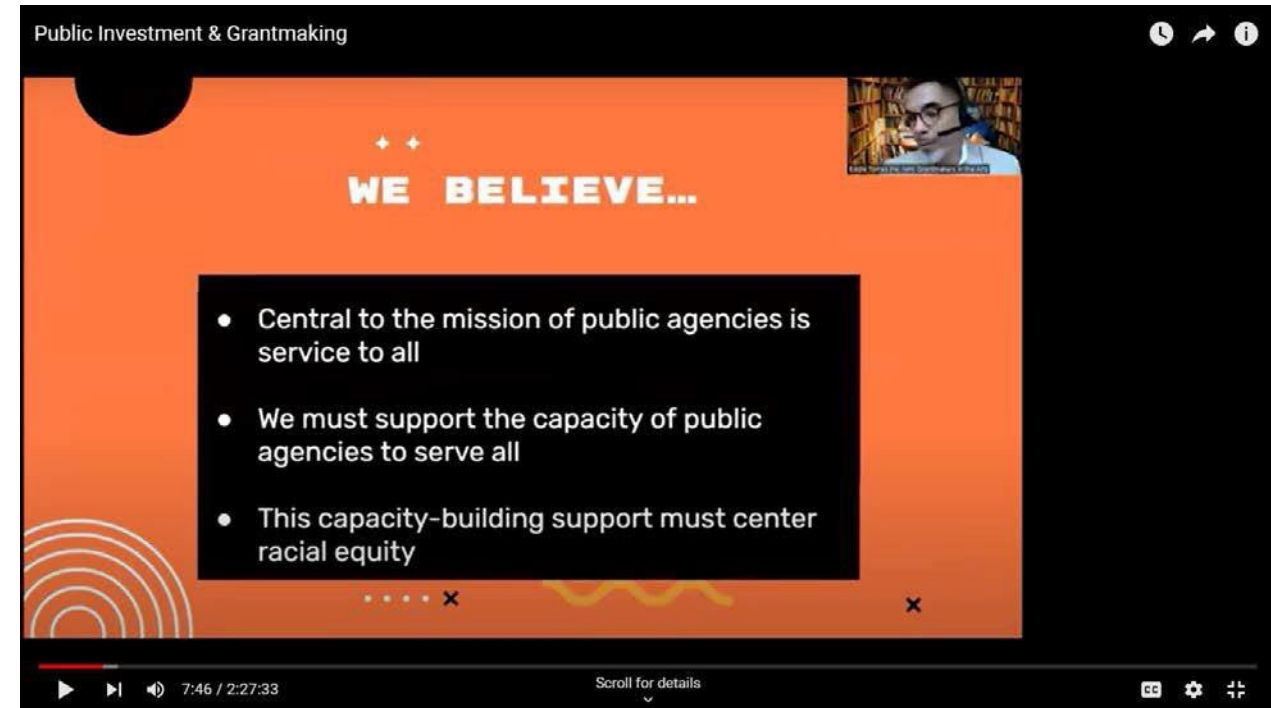 Public Investment & Grantmaking
WE BELIEVE...
● Central to the mission of public agencies is
service to all
● We must support the capacity of public
agencies to serve all
● This capacity-building support must center
racial equity
7:46 / 2:27:33
Scroll for details
CC